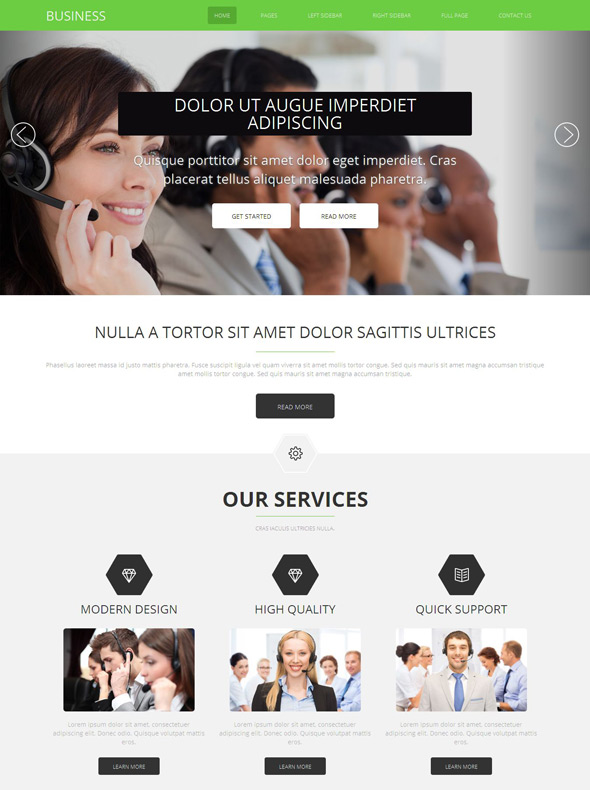 BUSINESS
HOME PAGES LEFT SIDEBAR RIGHT SIDEBAR FULL PAGE CONTACT US
DOLOR UT AUGUE IMPERDIET
ADIPISCING
Quisque porttitor sit amet dolor eget imperdiet. Cras
placerat tellus aliquet malesuada pharetra.
GET STARTED READ MORE
NULLA A TORTOR SIT AMET DOLOR SAGITTIS ULTRICES
Phasellus laoreet massa id justo mattis pharetra. Fusce suscipit ligula vel quam viverra sit amet mollis tortor congue. Sed quis mauris sit amet magna accumsan tristique
amet mollis tortor congue. Sed quis mauris sit amet magna accumsan tristique.
READ MORE
OUR SERVICES
CRAS IACULIS ULTRICIES NULLA.
MODERN DESIGN HIGH QUALITY QUICK SUPPORT
Lorem ipsum dolor sit amet, consectetuer Lorem ipsum dolor sit amet, consectetuer Lorem ipsum dolor sit amet, consectetuer
adipiscing elit. Donec odio. Quisque volutpat mattis adipiscing elit. Donec odio. Quisque volutpat mattis adipiscing elit. Donec odio. Quisque volutpat mattis
eros. eros. eros.
LEARN MORE LEARN MORE LEARN MORE